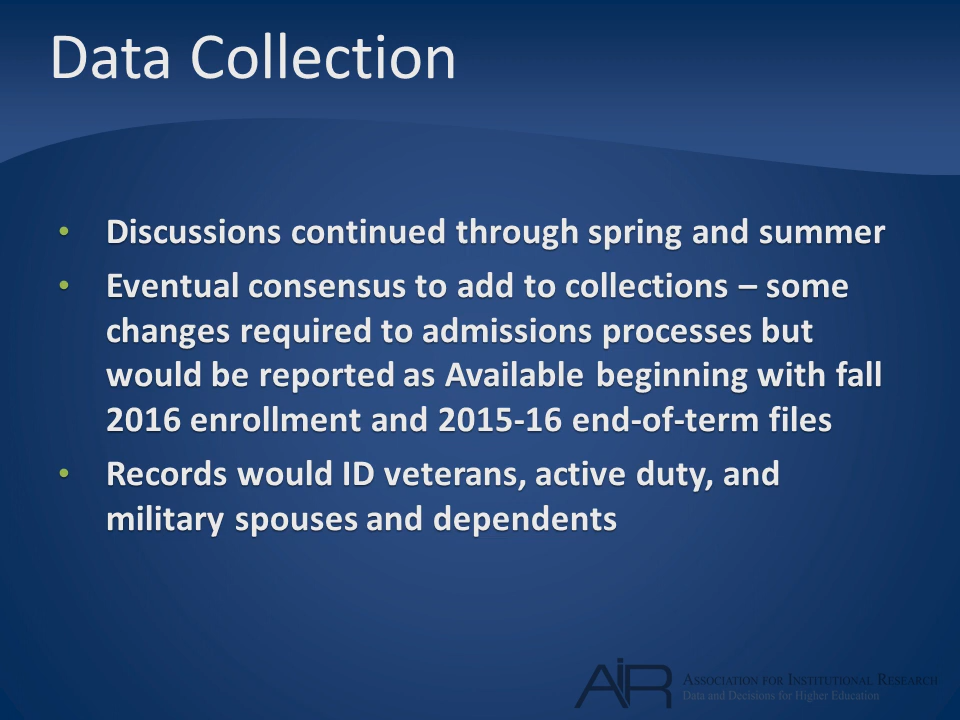 Data Collection
• Discussions continued through spring and summer
• Eventual consensus to add to collections – some
changes required to admissions processes but
would be reported as Available beginning with fall
2016 enrollment and 2015-16 end-of-term files
• Records would ID veterans, active duty, and
military spouses and dependents
AIR Association for Institutional Research
Data and Decisions for Higher Education